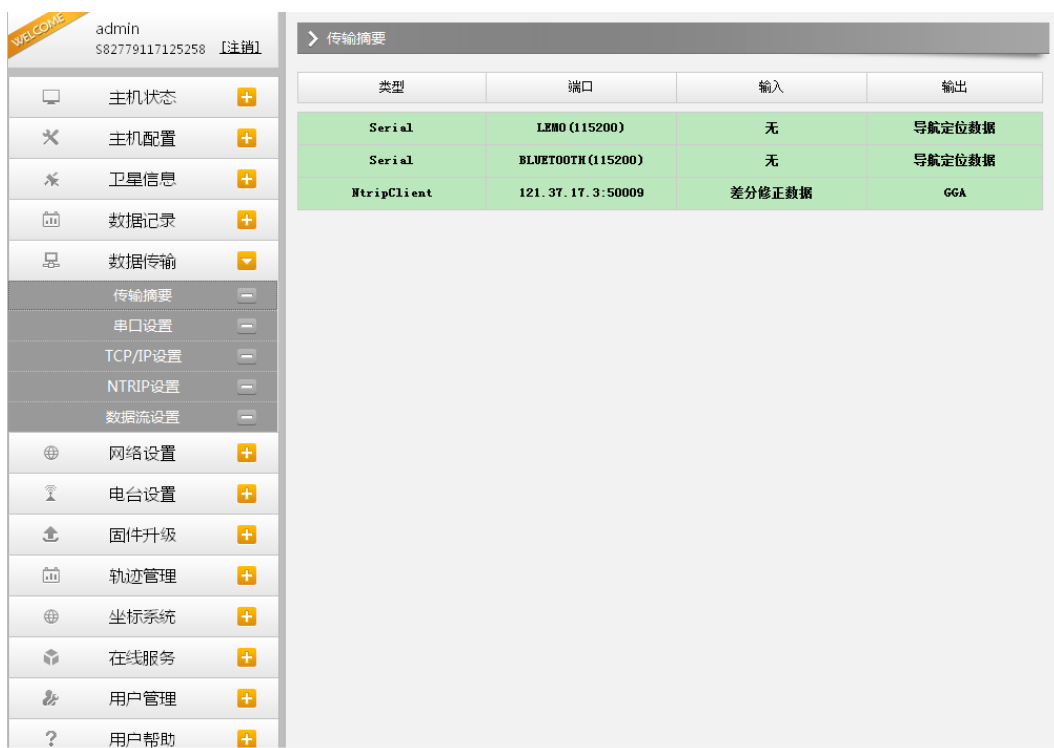 WELCOME
admin
S82779117125258 [注销]
主机状态
主机配置
卫星信息
数据记录
数据传输
传输摘要
串口设置
TCP/IP设置
NTRIP设置
数据流设置
网络设置
电台设置
固件升级
轨迹管理
坐标系统
在线服务
用户管理
用户帮助
传输摘要
类型 端口 输入 输出
Serial LEMO(115200) 无 导航定位数据
Serial BLUETOOTH(115200) 无 导航定位数据
NtripClient 121.37.17.3:50009 差分修正数据 GGA